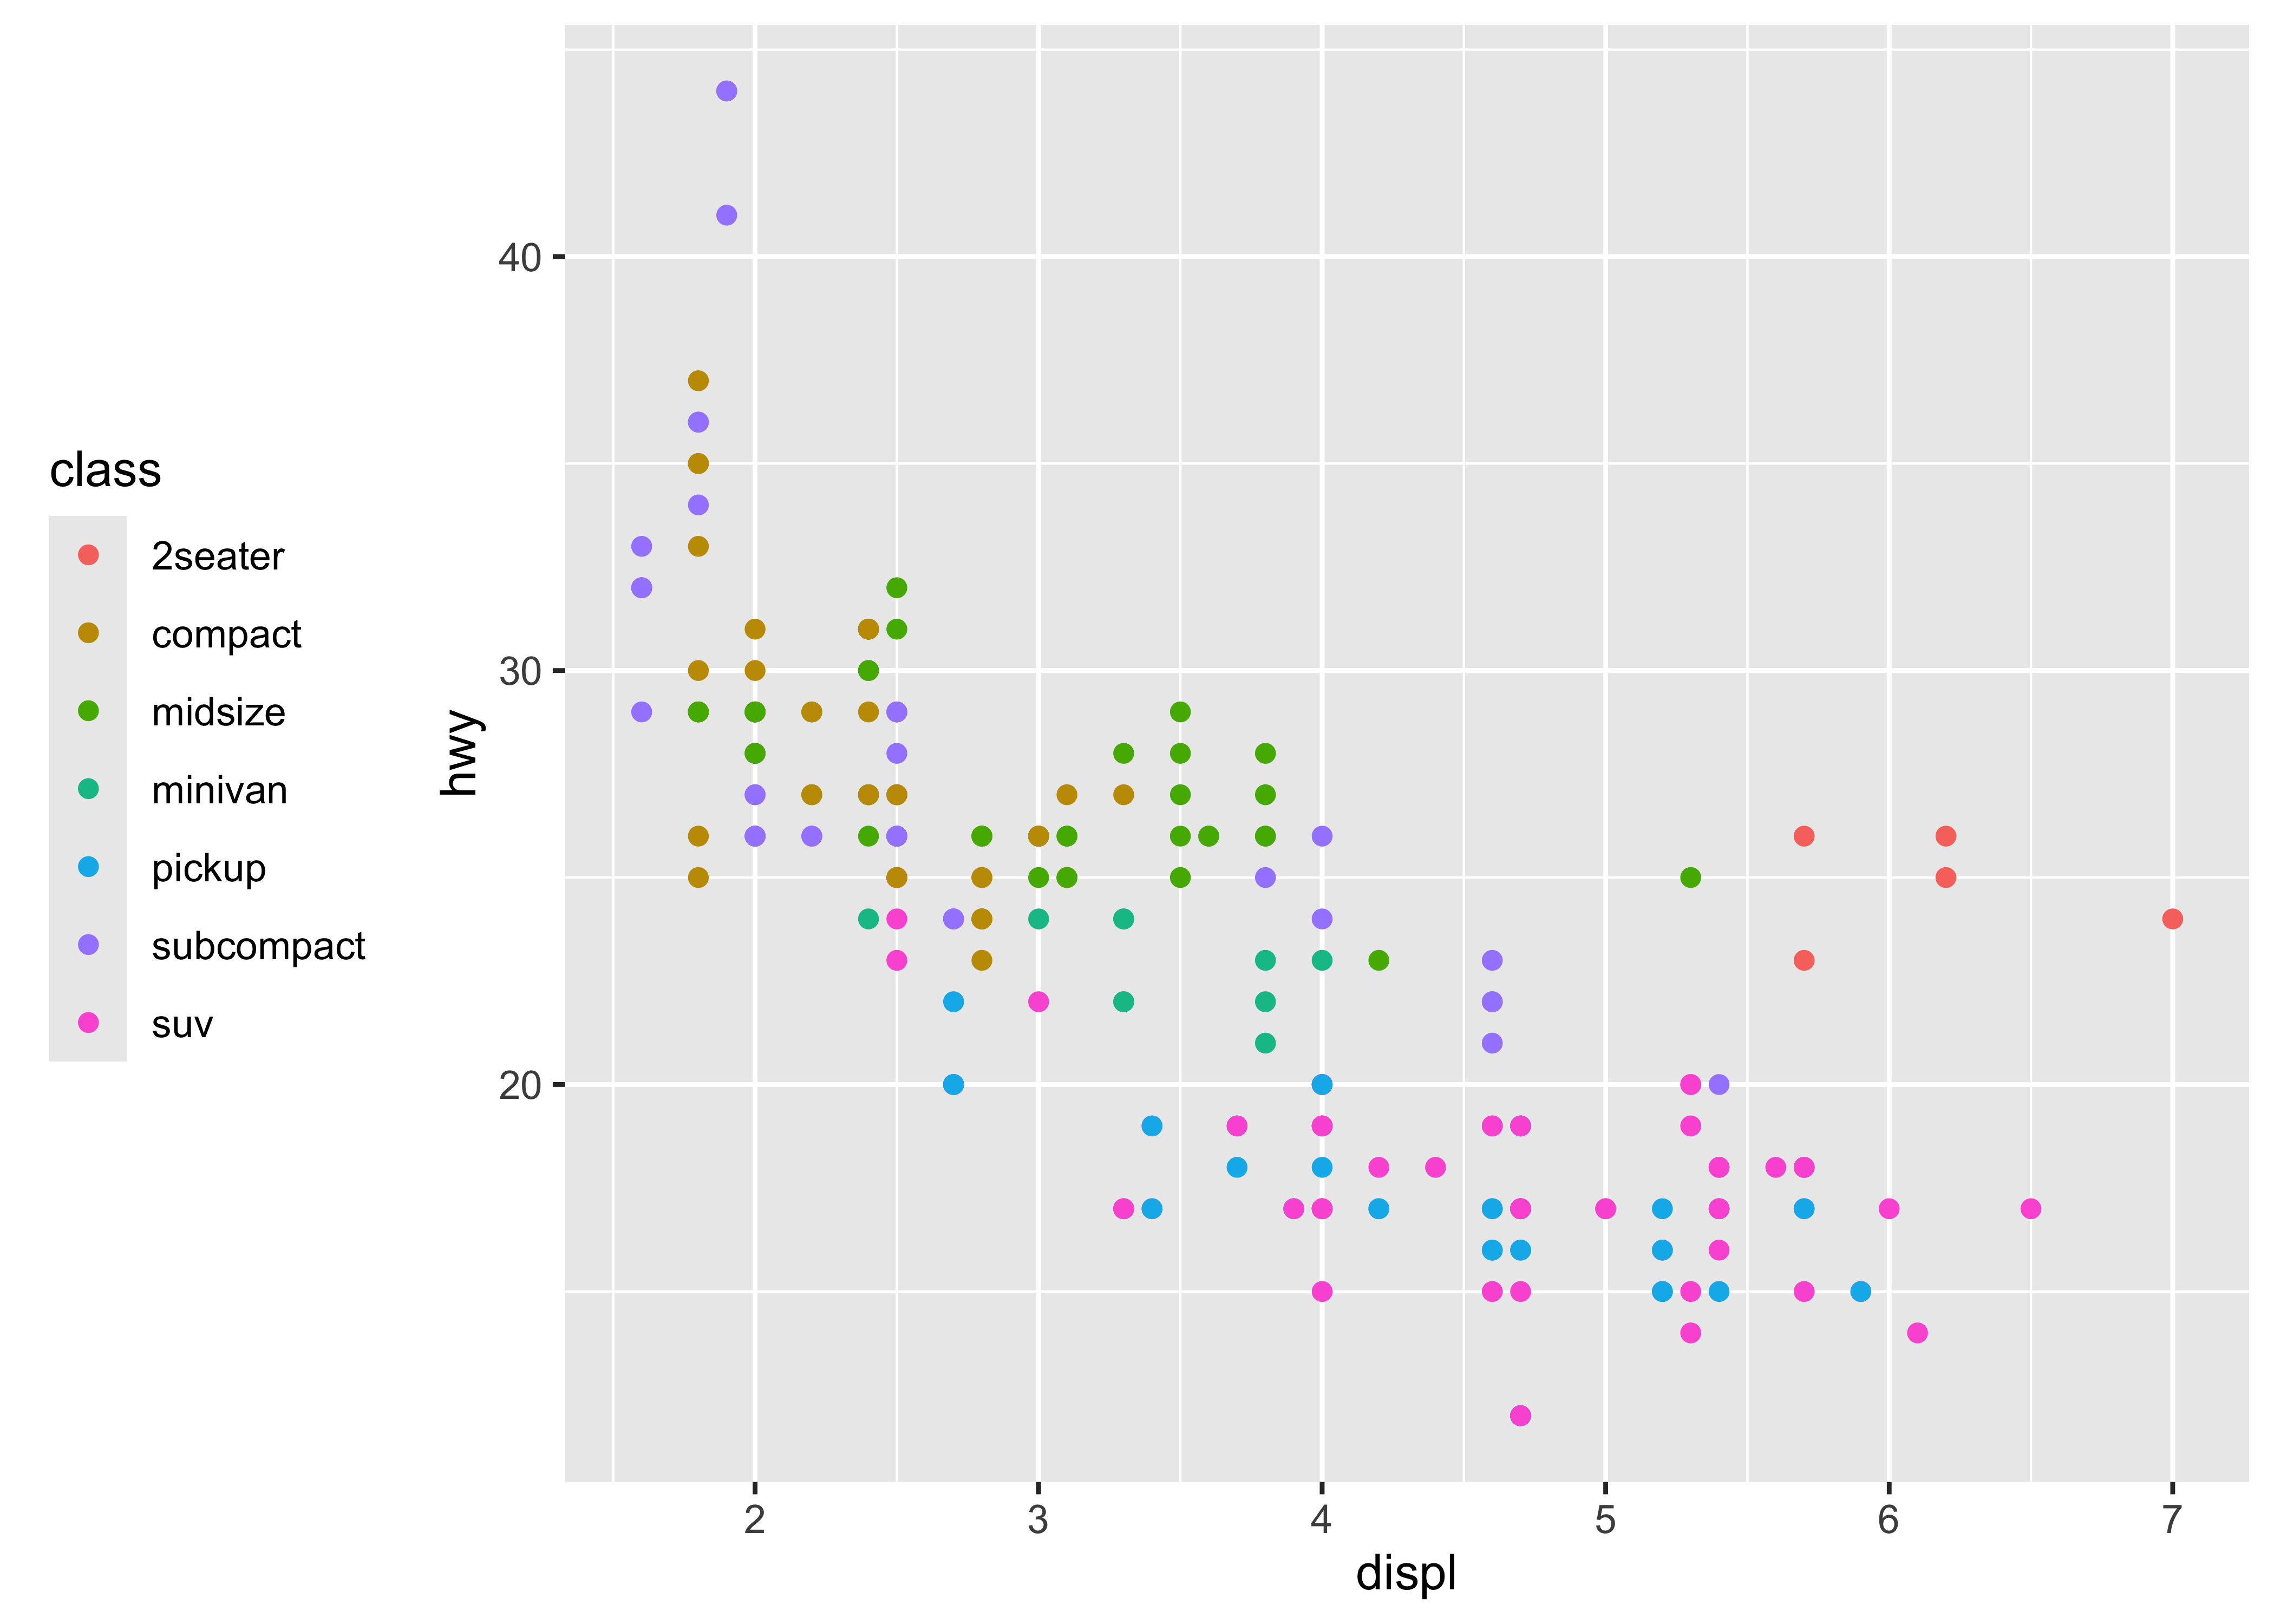 class
2seater
compact
midsize
minivan
pickup
subcompact
suv
hwy
40
30
20
2 3 4 5 6 7
displ